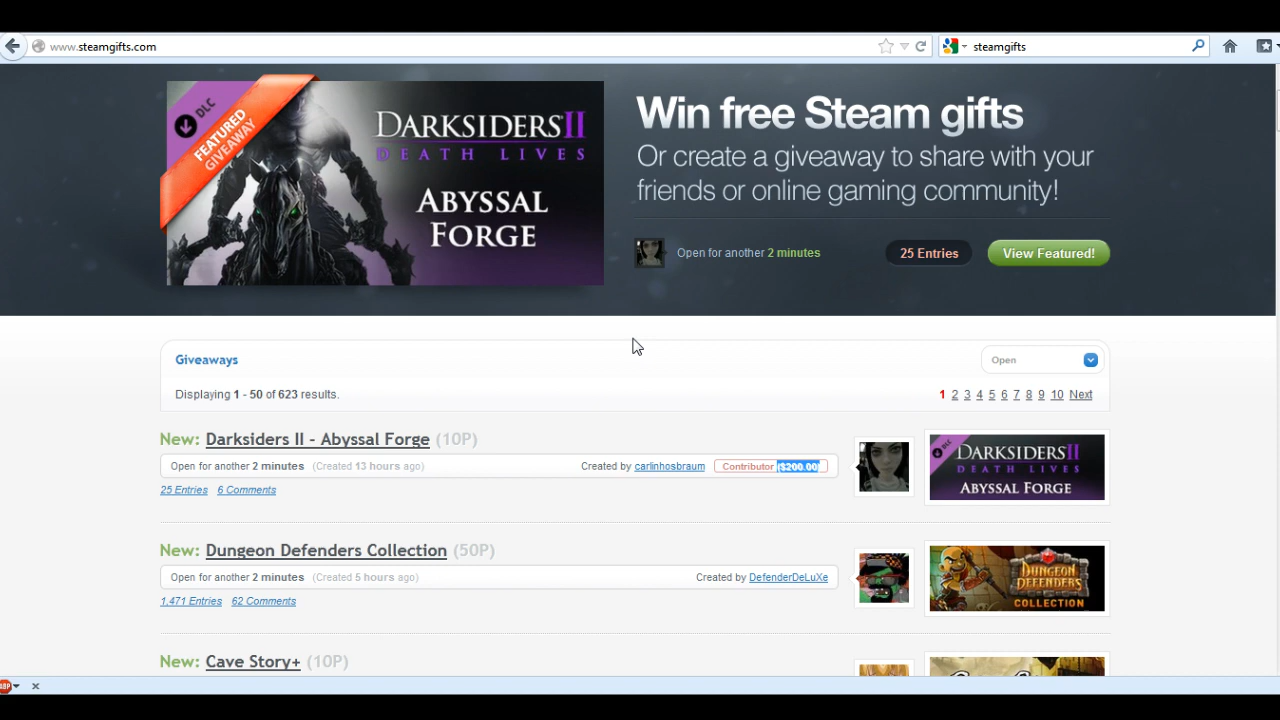 www.steamgifts.com
steamgifts
DLC
FEATURED
GIVEAWAY
DARKSIDERS II
DEATH LIVES
ABYSSAL
FORGE
Win free Steam gifts
Or create a giveaway to share with your
friends or online gaming community!
Open for another 2 minutes
25 Entries
View Featured!
Giveaways
Open
Displaying 1 - 50 of 623 results.
1 2 3 4 5 6 7 8 9 10 Next
New: Darksiders II - Abyssal Forge (10P)
Open for another 2 minutes (Created 13 hours ago)
Created by carlinhosbraum
Contributor ($200.00)
25 Entries 6 Comments
DLC
DARKSIDERS II
DEATH LIVES
ABYSSAL FORGE
New: Dungeon Defenders Collection (50P)
Open for another 2 minutes (Created 5 hours ago)
Created by DefenderDeLuXe
1,471 Entries 62 Comments
DUNGEON
DEFENDERS
COLLECTION
New: Cave Story+ (10P)
ABP